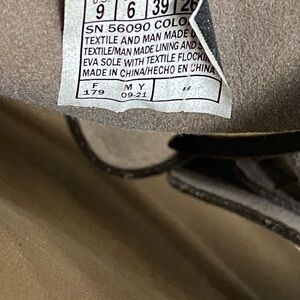 9 6 39 26
SN 56090 COLO
TEXTILE AND MAN MADE U
TEXTILE/MAN MADE LINING AND S
EVA SOLE WITH TEXTILE FLOCKI
MADE IN CHINA/HECHO EN CHINA
F M Y
179 09-21